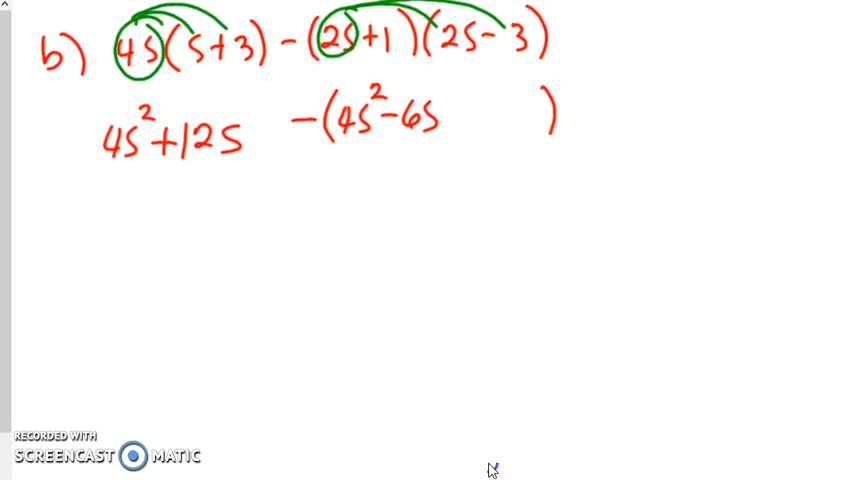 b) 4s(s+3) - (2s+1)(2s-3)
4s²+12s -(4s²-6s )
RECORDED WITH
SCREENCAST MATIC